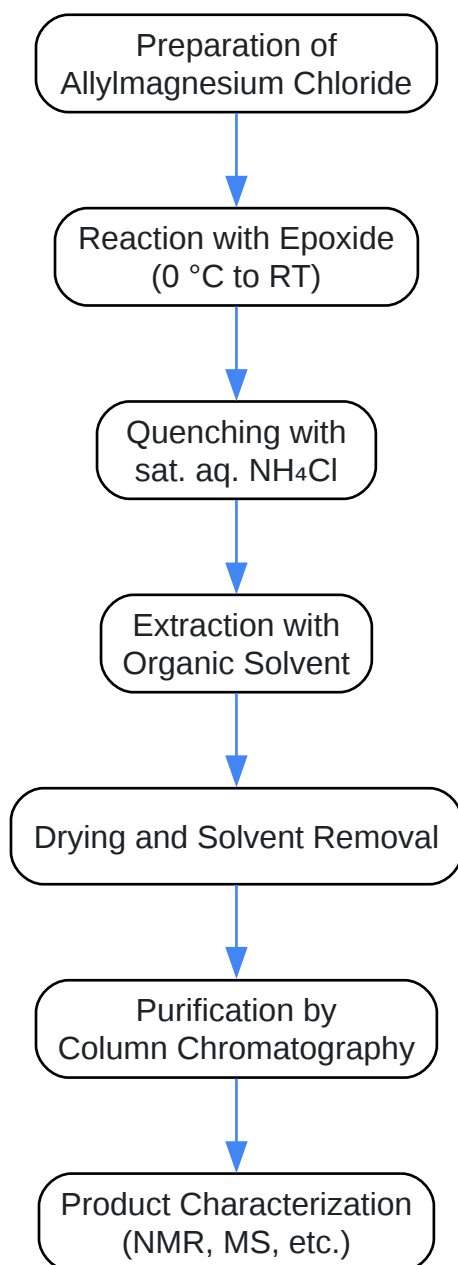 Preparation of
Allylmagnesium Chloride
Reaction with Epoxide
(0 °C to RT)
Quenching with
sat. aq. NH₄Cl
Extraction with
Organic Solvent
Drying and Solvent Removal
Purification by
Column Chromatography
Product Characterization
(NMR, MS, etc.)